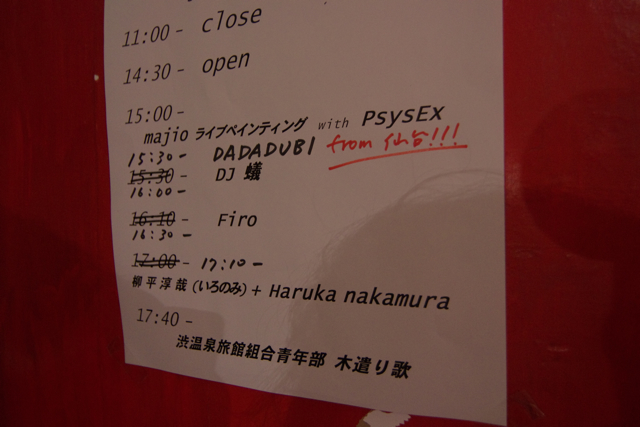 11:00- close
14:30- open
15:00-
majio ライブペインティング with PsysEx
15:30- DADADUBI from 仙台!!!
15:30- DJ 蟻
16:00-
16:10- Firo
16:30-
17:00- 17:10-
柳平淳哉(いろのみ)+ Haruka nakamura
17:40-
渋温泉旅館組合青年部 木遣り歌